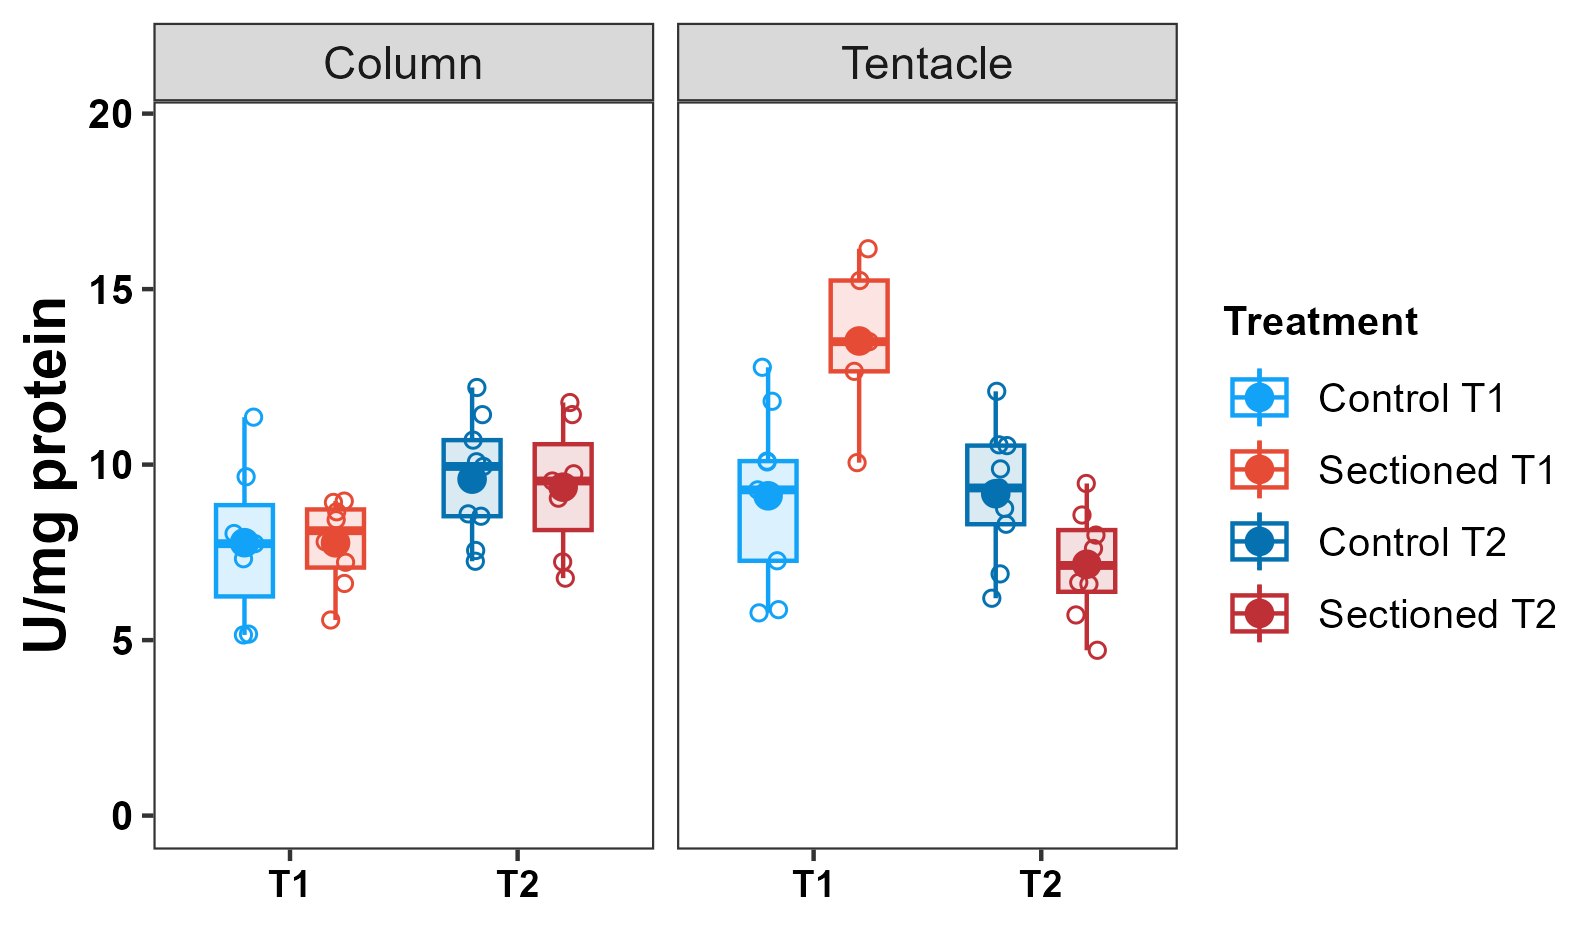 Column
Tentacle
U/mg protein
20
15
10
5
0
T1
T2
T1
T2
Treatment
Control T1
Sectioned T1
Control T2
Sectioned T2